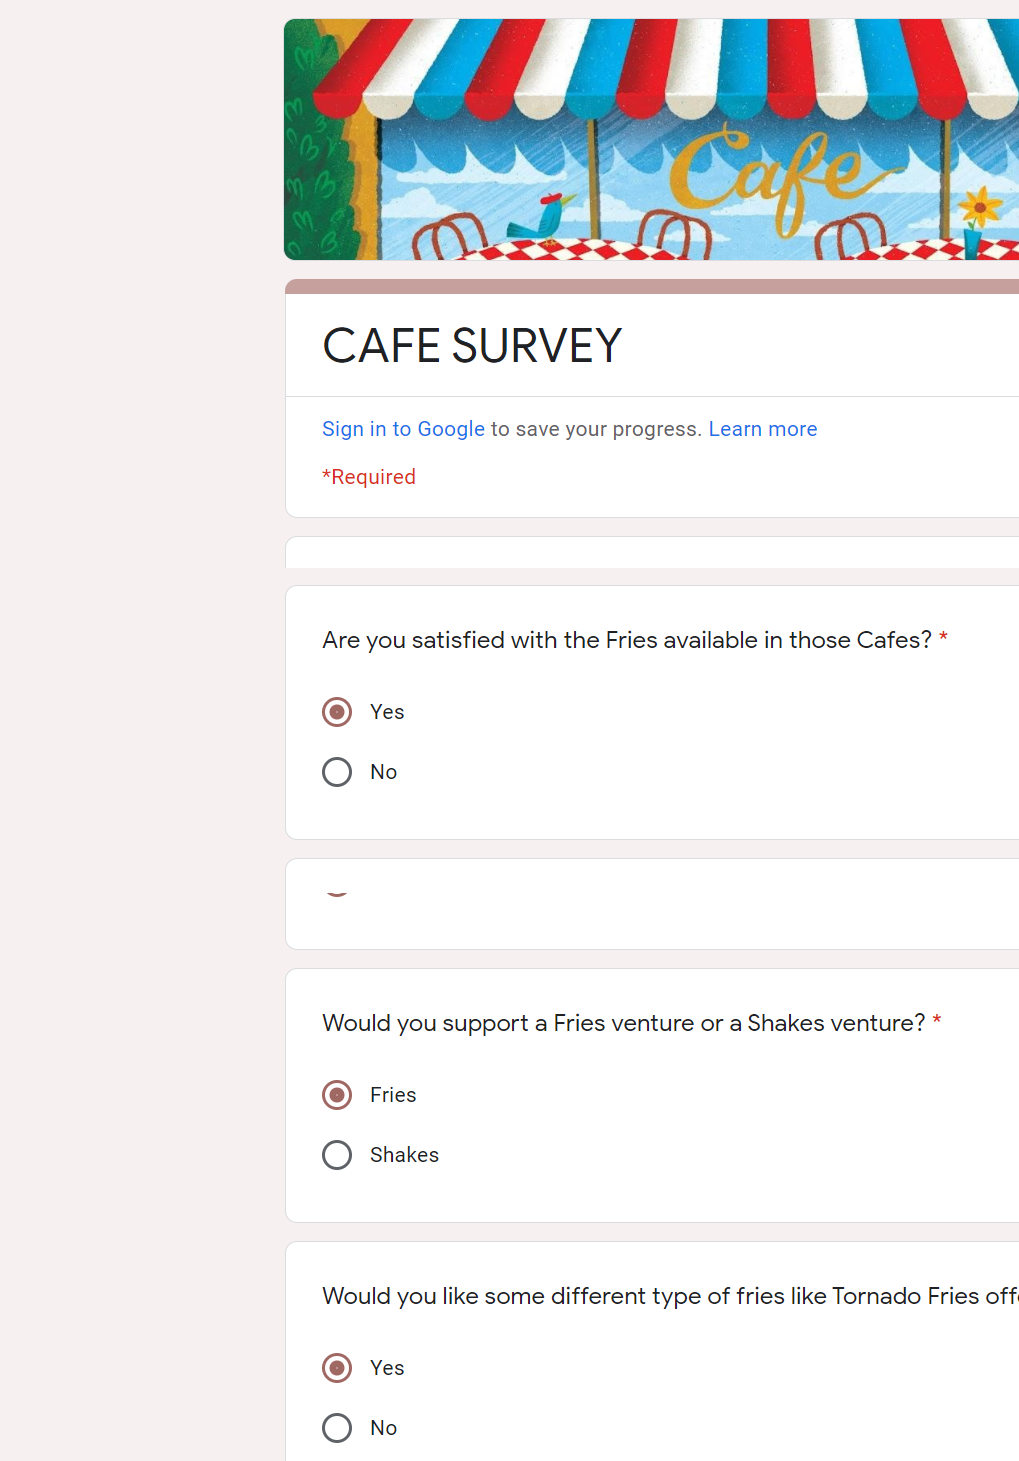 Cafe
CAFE SURVEY
Sign in to Google to save your progress. Learn more
*Required
Are you satisfied with the Fries available in those Cafes? *
Yes
No
Would you support a Fries venture or a Shakes venture? *
Fries
Shakes
Would you like some different type of fries like Tornado Fries
Yes
No